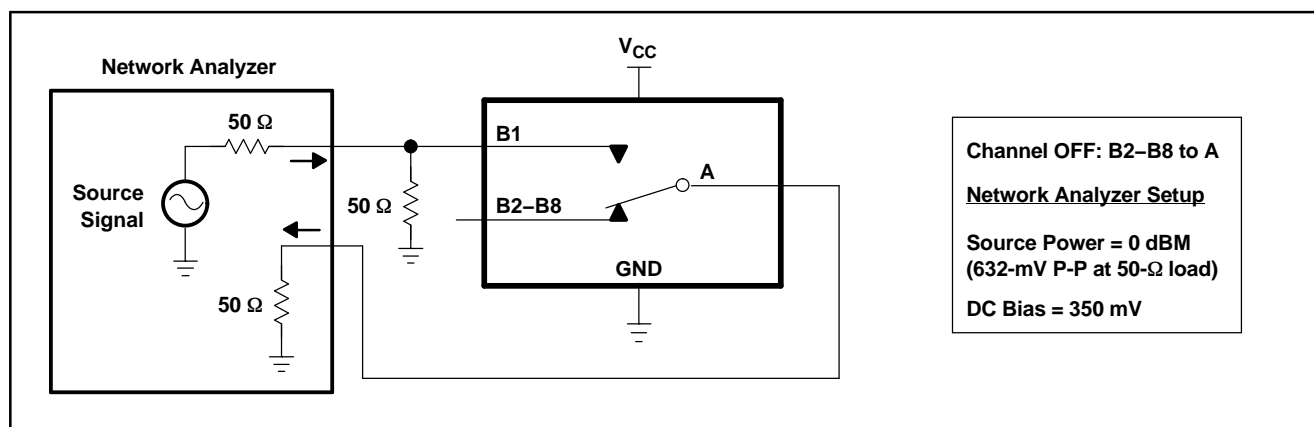 Network Analyzer
50 Ω
Source
Signal
50 Ω
50 Ω
V_CC
B1
A
B2–B8
GND
Channel OFF: B2–B8 to A
Network Analyzer Setup
Source Power = 0 dBM
(632-mV P-P at 50-Ω load)
DC Bias = 350 mV